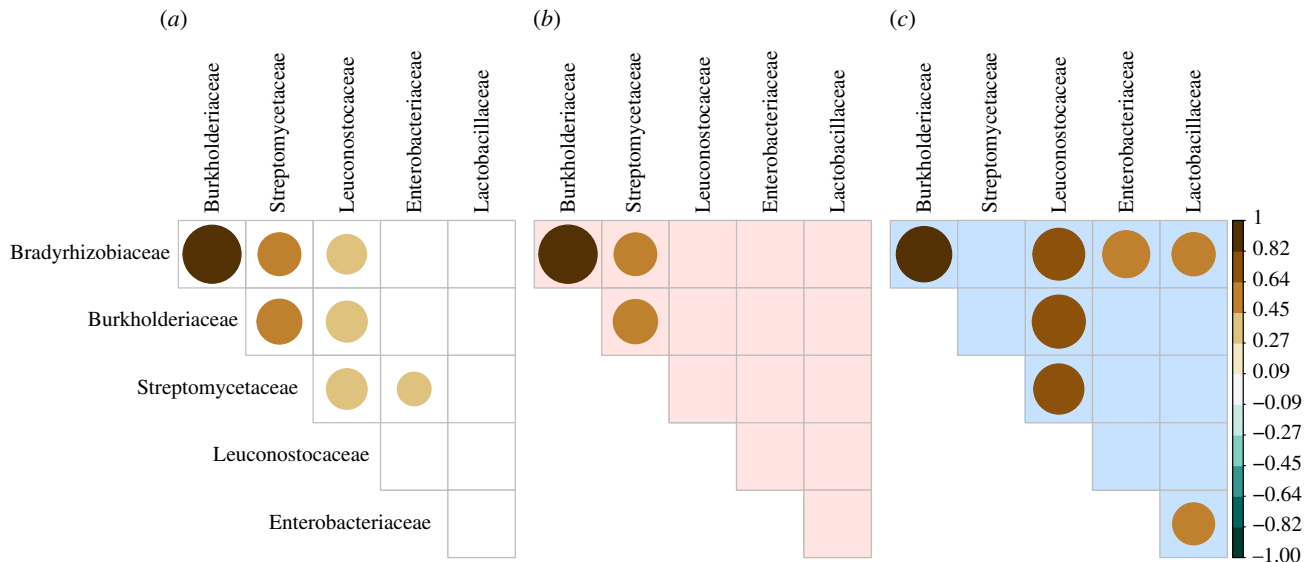 (a)
(b)
(c)
Burkholderiaceae
Streptomycetaceae
Leuconostocaceae
Enterobacteriaceae
Lactobacillaceae
Burkholderiaceae
Streptomycetaceae
Leuconostocaceae
Enterobacteriaceae
Lactobacillaceae
Burkholderiaceae
Streptomycetaceae
Leuconostocaceae
Enterobacteriaceae
Lactobacillaceae
Bradyrhizobiaceae
Burkholderiaceae
Streptomycetaceae
Leuconostocaceae
Enterobacteriaceae
1
0.82
0.64
0.45
0.27
0.09
−0.09
−0.27
−0.45
−0.64
−0.82
−1.00